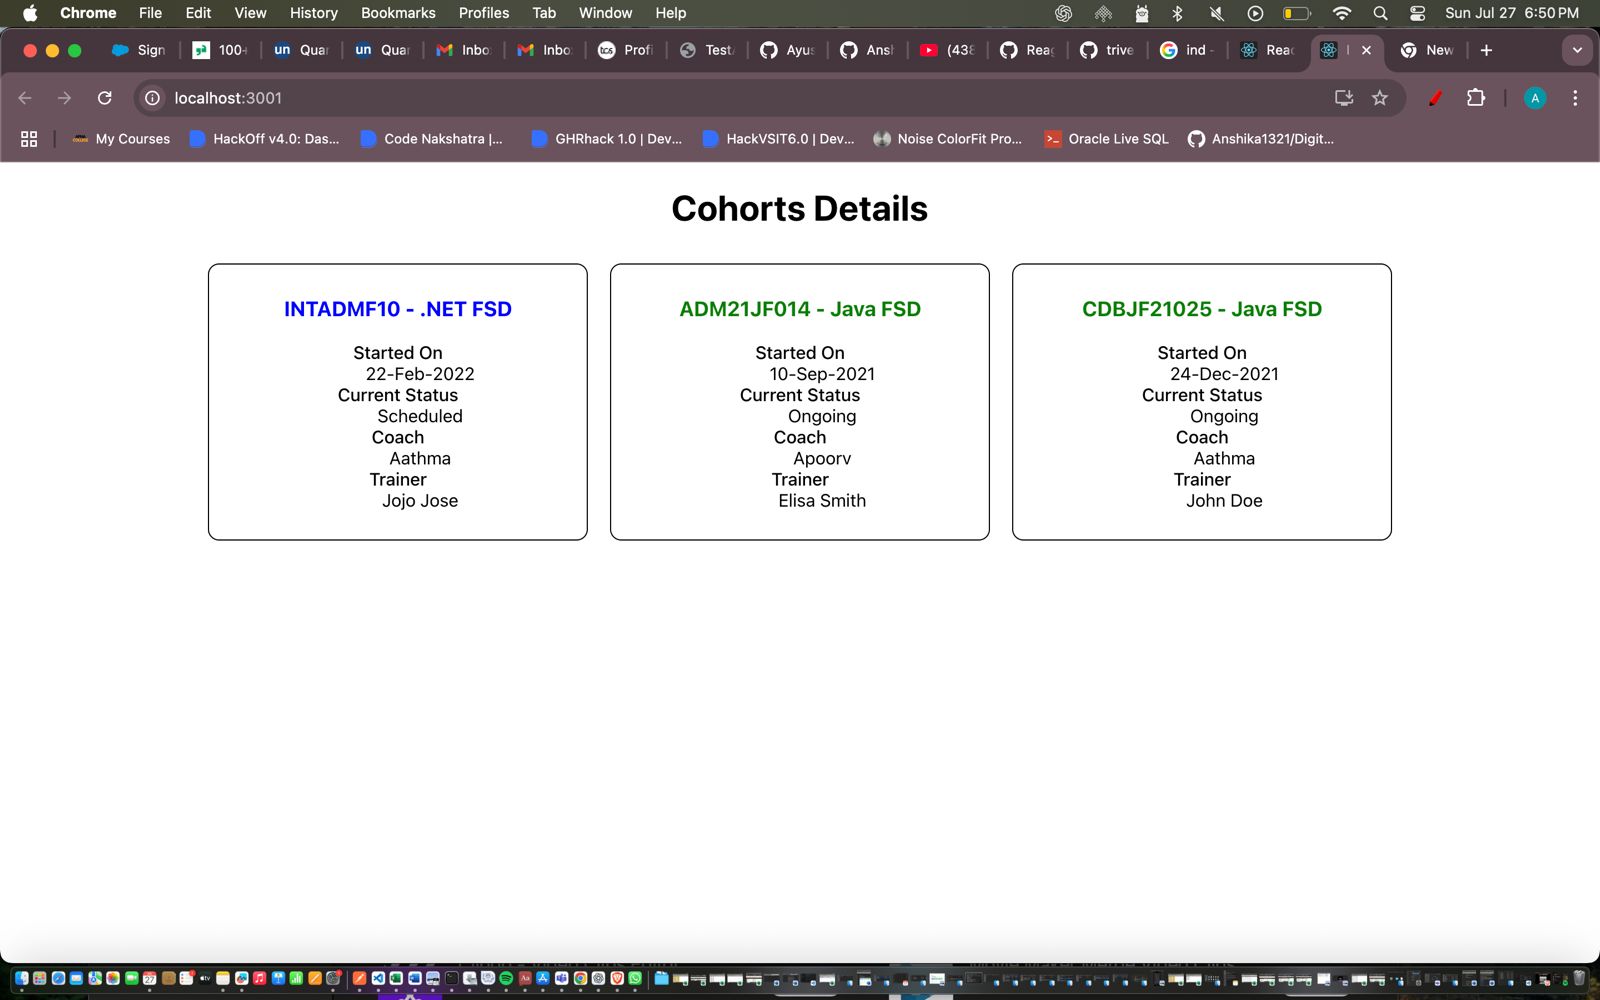 Chrome File Edit View History Bookmarks Profiles Tab Window Help Sun Jul 27 6:50 PM
Sign 100+ un Quar un Quar Inbo Inbo tcs Profi Test Ayus Ansh (438 Reac trive ind - Reac New
localhost:3001 A
My Courses HackOff v4.0: Das... Code Nakshatra |... GHRhack 1.0 | Dev... HackVSIT6.0 | Dev... Noise ColorFit Pro... Oracle Live SQL Anshika1321/Digit...
Cohorts Details
INTADMF10 - .NET FSD
Started On
22-Feb-2022
Current Status
Scheduled
Coach
Aathma
Trainer
Jojo Jose
ADM21JF014 - Java FSD
Started On
10-Sep-2021
Current Status
Ongoing
Coach
Apoorv
Trainer
Elisa Smith
CDBJF21025 - Java FSD
Started On
24-Dec-2021
Current Status
Ongoing
Coach
Aathma
Trainer
John Doe